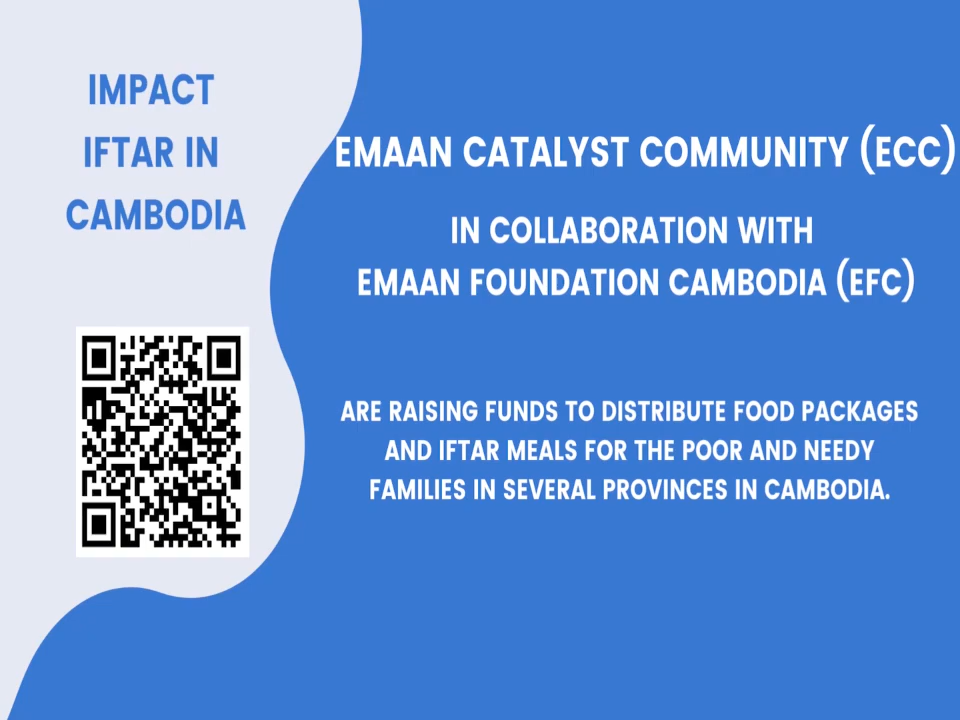 IMPACT
IFTAR IN
CAMBODIA
EMAAN CATALYST COMMUNITY (ECC)
IN COLLABORATION WITH
EMAAN FOUNDATION CAMBODIA (EFC)
ARE RAISING FUNDS TO DISTRIBUTE FOOD PACKAGES
AND IFTAR MEALS FOR THE POOR AND NEEDY
FAMILIES IN SEVERAL PROVINCES IN CAMBODIA.